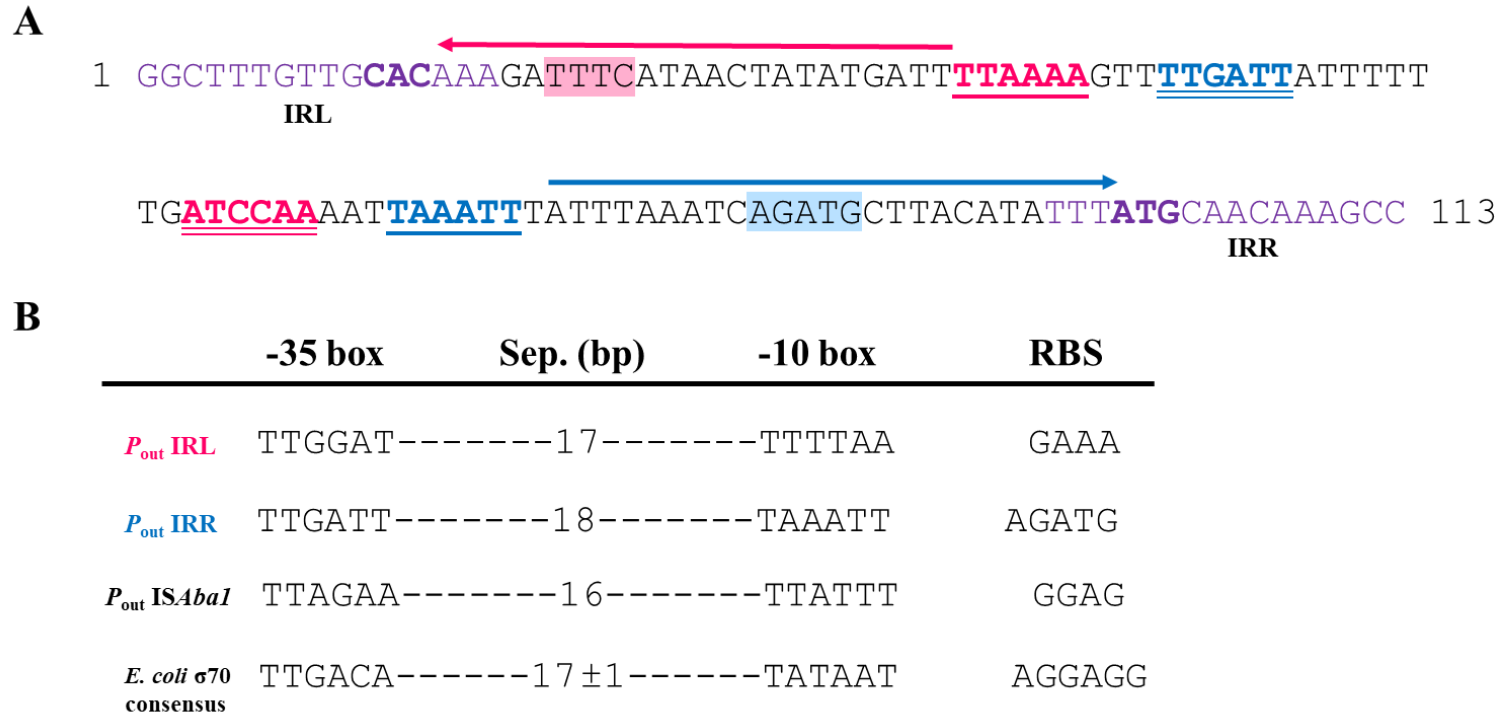 A
1 GGCTTTGTTGCACAAAGATTTCATAACTATATGATTTTAAAAGTTTTGATTATTTTT
IRL
TGATCCAAAATTAAATTTATTTAAATCAGATGCTTACATATTTATGCAACAAAGCC 113
IRR
B
-35 box Sep. (bp) -10 box RBS
Pout IRL TTGGAT-------17-------TTTTAA GAAA
Pout IRR TTGATT-------18-------TAAATT AGATG
Pout ISAba1 TTAGAA-------16-------TTATTT GGAG
E. coli σ70 TTGACA------17±1------TATAAT AGGAGG
consensus